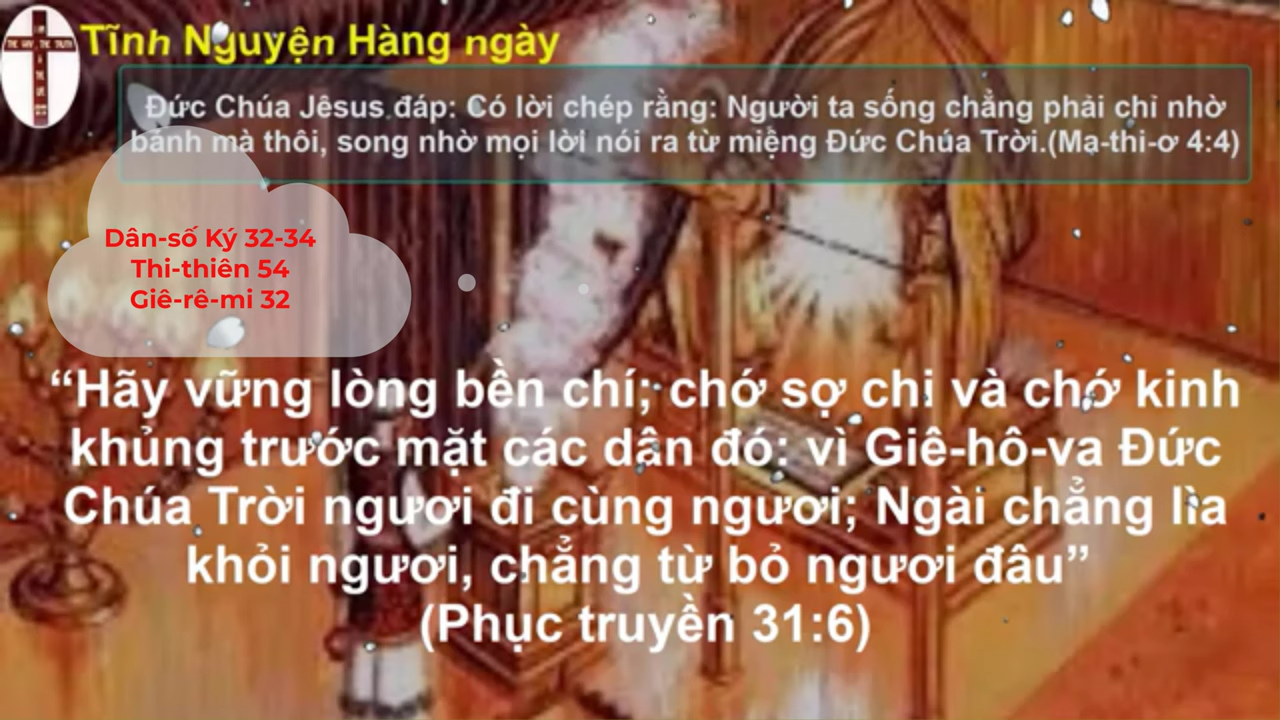 Tĩnh Nguyện Hàng ngày
Đức Chúa Jêsus đáp: Có lời chép rằng: Người ta sống chẳng phải chỉ nhờ
bánh mà thôi, song nhờ mọi lời nói ra từ miệng Đức Chúa Trời.(Ma-thi-ơ 4:4)
THE WAY THE TRUTH
Dân-số Ký 32-34
Thi-thiên 54
Giê-rê-mi 32
“Hãy vững lòng bền chí; chớ sợ chi và chớ kinh
khủng trước mặt các dân đó: vì Giê-hô-va Đức
Chúa Trời ngươi đi cùng ngươi; Ngài chẳng lìa
khỏi ngươi, chẳng từ bỏ ngươi đâu”
(Phục truyền 31:6)